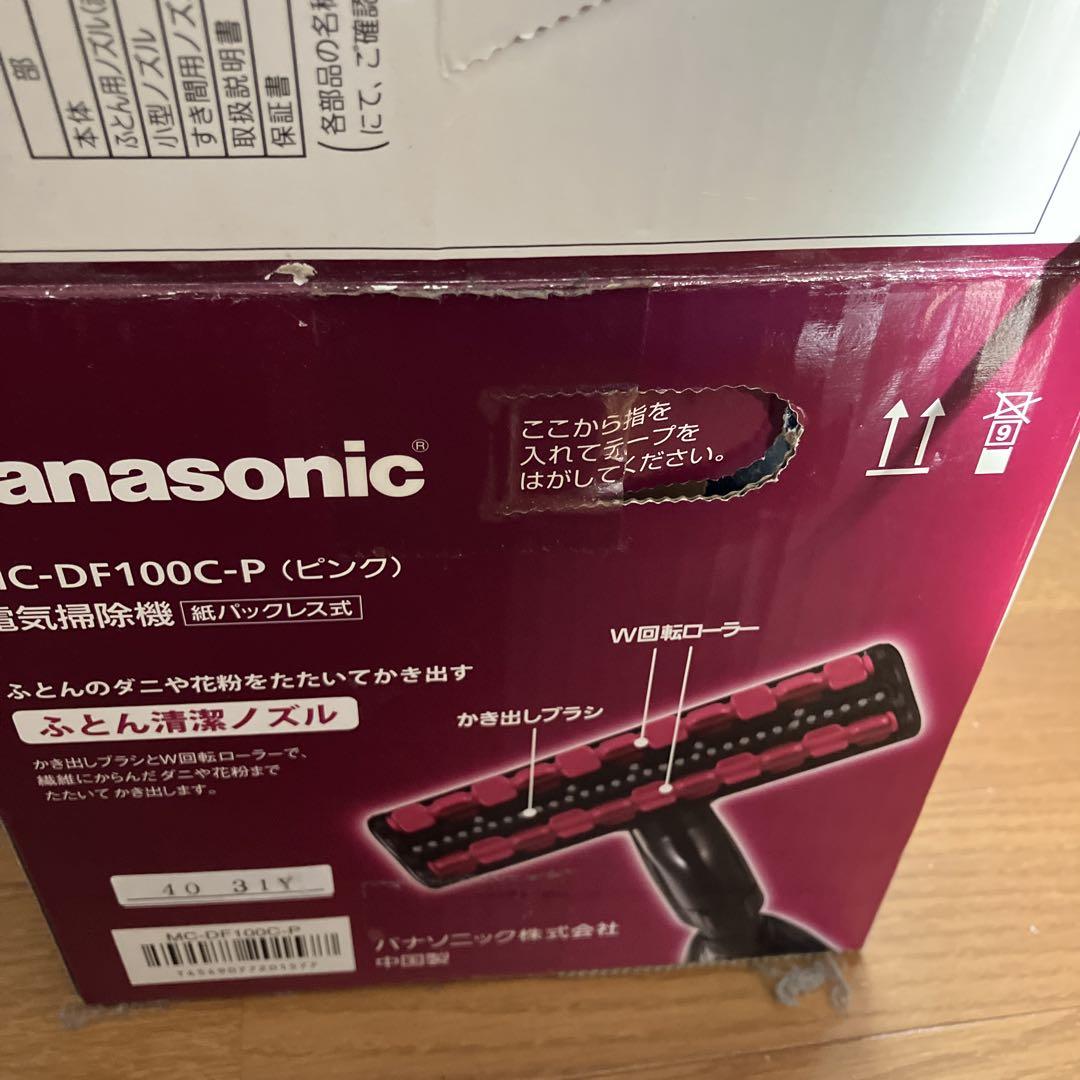 部
本体
ふとん用ノズル
小型ノズル
すき間用ノズ
取扱説明書
保証書
(各部品の名称
にて、ご確認
ここから指を
入れてテープを
はがしてください。
6
anasonic®
MC-DF100C-P(ピンク)
電気掃除機 紙パックレス式
ふとんのダニや花粉をたたいてかき出す
ふとん清潔ノズル
かき出しブラシとW回転ローラーで、
繊維にからんだダニや花粉まで
たたいてかき出します。
W回転ローラー
かき出しブラシ
40 31Y
MC-DF100C-P
パナソニック株式会社
中国製